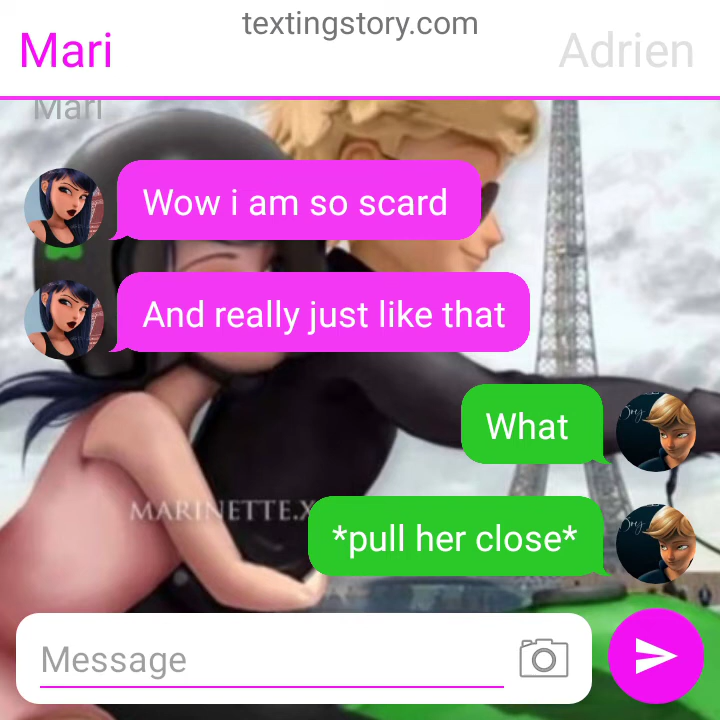 textingstory.com
Mari
Adrien
Mari
Wow i am so scard
And really just like that
What
MARINETTE.X
*pull her close*
Message